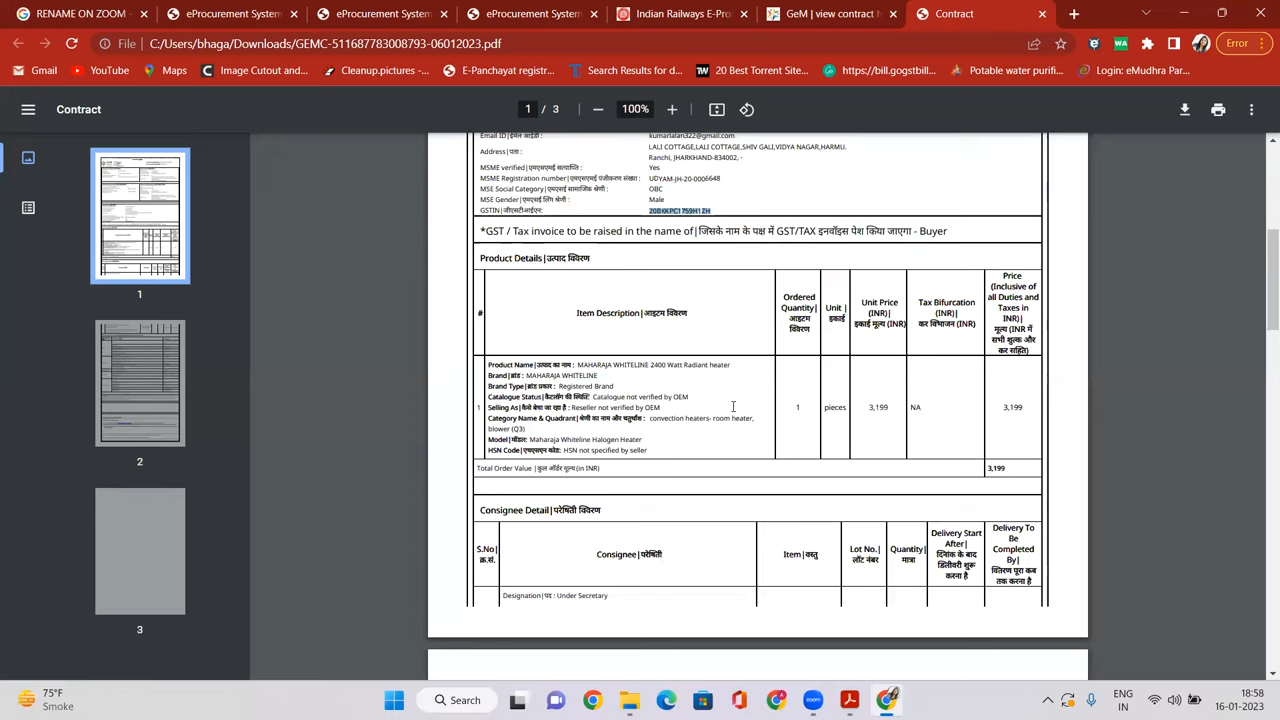 RENAME ON ZOOM -
eProcurement System
eProcurement System
eProcurement System
Indian Railways E-Pro
GeM | view contract h
Contract
File
C:/Users/bhaga/Downloads/GEMC-511687783008793-06012023.pdf
Error
Gmail
YouTube
Maps
Image Cutout and...
Cleanup.pictures -...
E-Panchayat registr...
Search Results for d...
20 Best Torrent Site...
https://bill.gogstbill...
Potable water purifi...
Login: eMudhra Par...
Contract
1 / 3
100%
1
2
3
Email ID|ईमेल आईडी : kumarlalan322@gmail.com
Address|पता : LALI COTTAGE,LALI COTTAGE,SHIV GALI,VIDYA NAGAR,HARMU,
Ranchi, JHARKHAND-834002, -
MSME verified|एमएसएमई सत्यापित : Yes
MSME Registration number|एमएसएमई पंजीकरण संख्या : UDYAM-JH-20-0006648
MSE Social Category|एमएसई सामाजिक श्रेणी : OBC
MSE Gender|एमएसई लिंग श्रेणी : Male
GSTIN|जीएसटीआईएन: 20BKKPC1759H1ZH
*GST / Tax invoice to be raised in the name of|जिसके नाम के पक्ष में GST/TAX इनवॉइस पेश किया जाएगा - Buyer
Product Details|उत्पाद विवरण
#
Item Description|आइटम विवरण
Ordered
Quantity|
आइटम
विवरण
Unit |
इकाई
Unit Price
(INR)|
इकाई मूल्य (INR)
Tax Bifurcation
(INR)|
कर विभाजन (INR)
Price
(Inclusive of
all Duties and
Taxes in
INR)|
मूल्य (INR में
सभी शुल्क और
कर सहित)
1
Product Name|उत्पाद का नाम : MAHARAJA WHITELINE 2400 Watt Radiant heater
Brand|ब्रांड : MAHARAJA WHITELINE
Brand Type|ब्रांड प्रकार : Registered Brand
Catalogue Status|कैटलॉग की स्थिति: Catalogue not verified by OEM
Selling As|कैसे बेचा जा रहा है : Reseller not verified by OEM
Category Name & Quadrant|श्रेणी का नाम और चतुर्थांश : convection heaters- room heater,
blower (Q3)
Model|मॉडल: Maharaja Whiteline Halogen Heater
HSN Code|एचएसएन कोड: HSN not specified by seller
1
pieces
3,199
NA
3,199
Total Order Value |कुल ऑर्डर मूल्य (in INR)
3,199
Consignee Detail|परेषिती विवरण
S.No|
क्र.सं.
Consignee|परेषिती
Item|वस्तु
Lot No.|
लॉट नंबर
Quantity|
मात्रा
Delivery Start
After|
दिनांक के बाद
डिलीवरी शुरू
करना है
Delivery To
Be
Completed
By|
वितरण पूरा कब
तक करना है
Designation|पद : Under Secretary
75°F
Smoke
Search
ENG
IN
18:58
16-01-2023